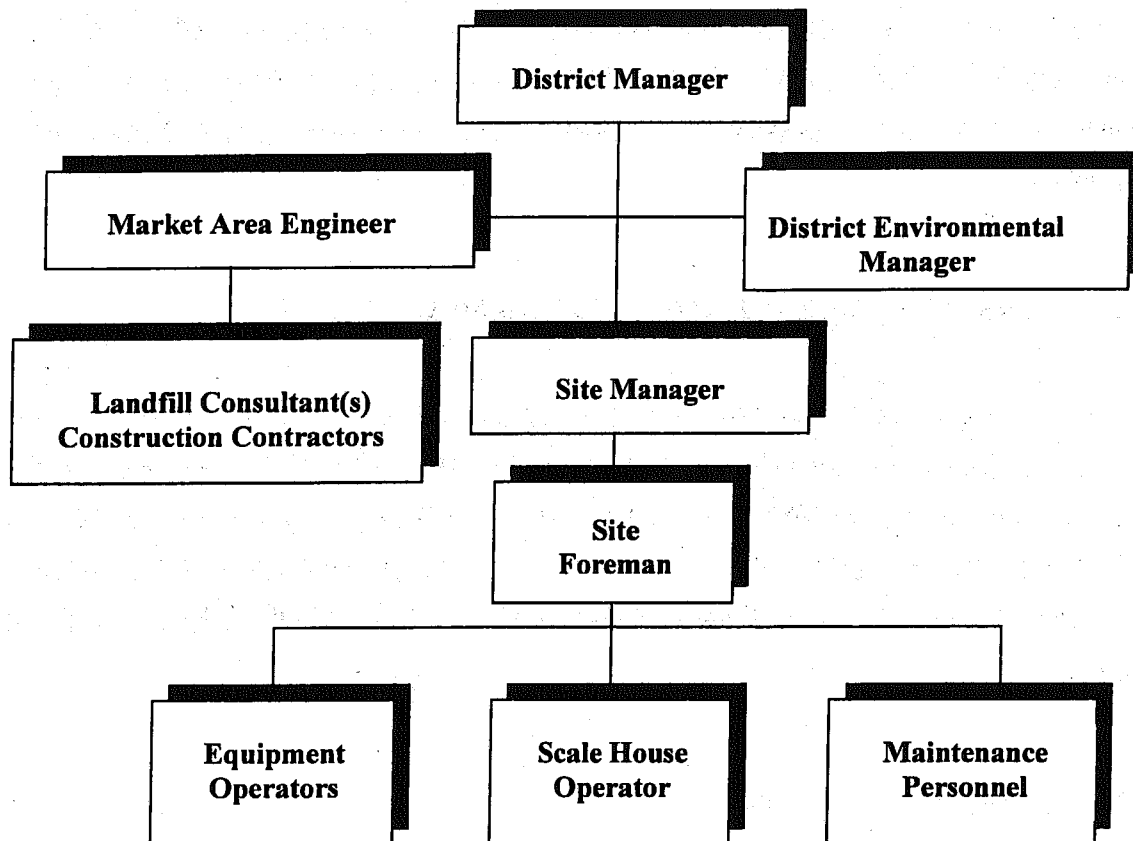 District Manager
Market Area Engineer
District Environmental
Manager
Landfill Consultant(s)
Construction Contractors
Site Manager
Site
Foreman
Equipment
Operators
Scale House
Operator
Maintenance
Personnel